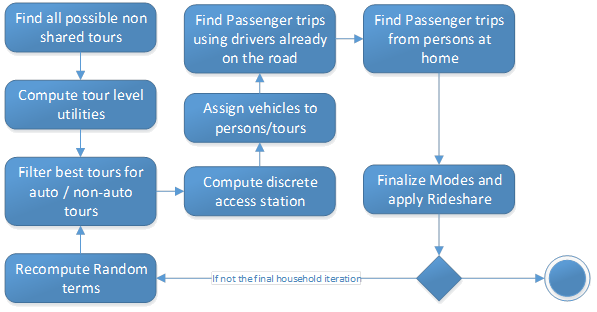 Find all possible non
shared tours
Compute tour level
utilities
Filter best tours for
auto / non-auto
tours
Recompute Random
terms
Compute discrete
access station
Assign vehicles to
persons/tours
Find Passenger trips
using drivers already
on the road
Find Passenger trips
from persons at
home
Finalize Modes and
apply Rideshare
If not the final household iteration